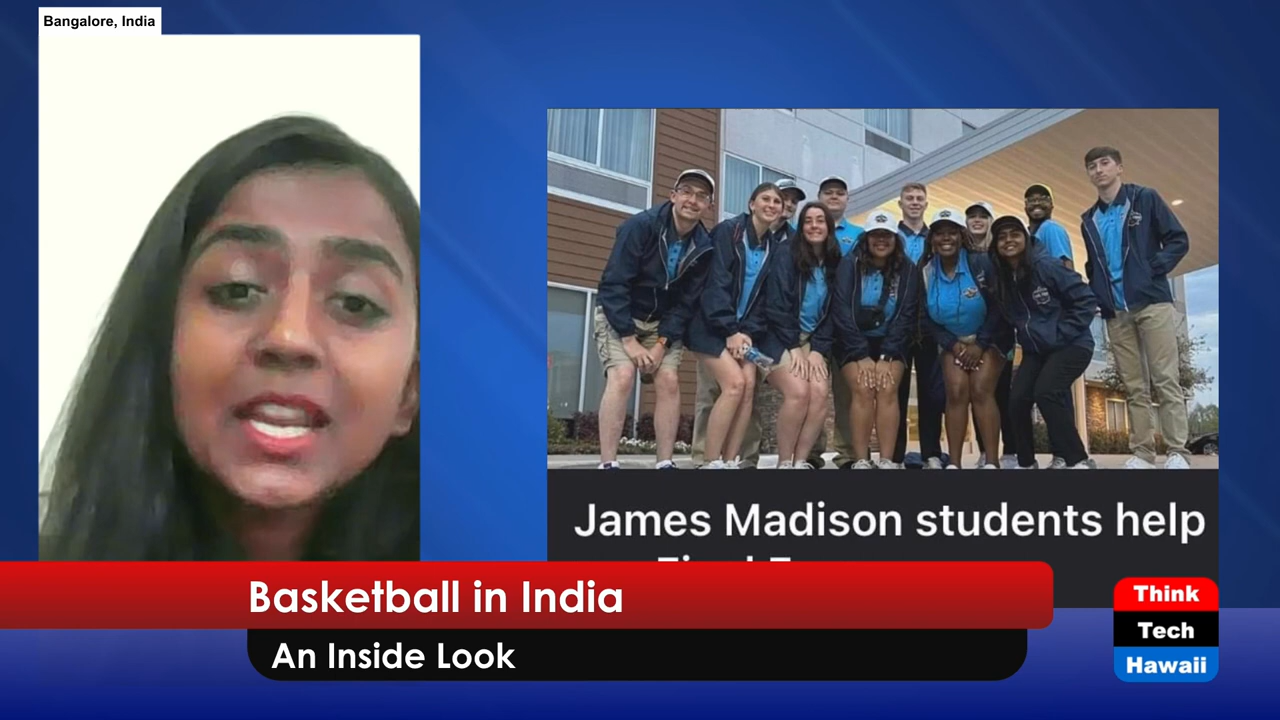 Bangalore, India
James Madison students help
Basketball in India
An Inside Look
Think
Tech
Hawaii